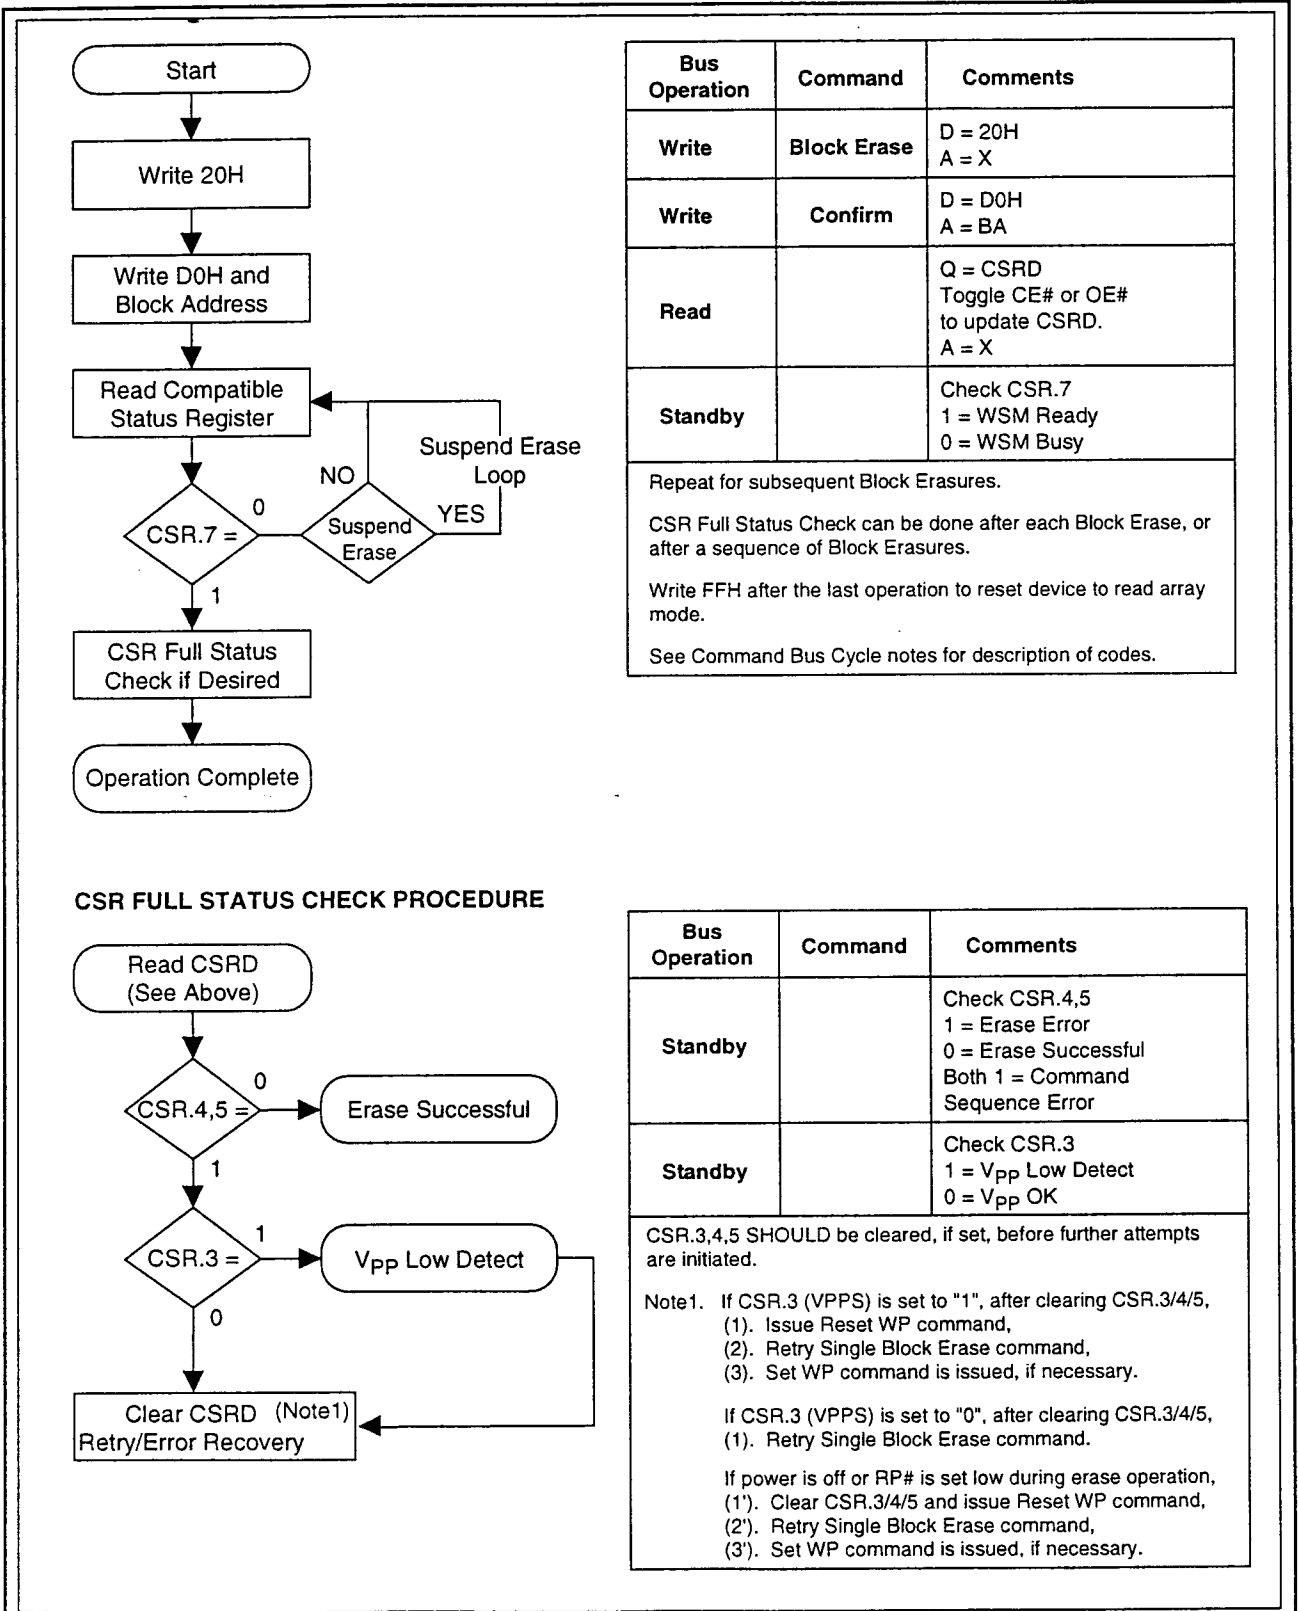 Start
Write 20H
Write D0H and
Block Address
Read Compatible
Status Register
Suspend Erase
Loop
NO
0
YES
CSR.7 =
Suspend
Erase
1
CSR Full Status
Check if Desired
Operation Complete
Bus
Operation
Command
Comments
Write
Block Erase
D = 20H
A = X
Write
Confirm
D = D0H
A = BA
Read
Q = CSRD
Toggle CE# or OE#
to update CSRD.
A = X
Standby
Check CSR.7
1 = WSM Ready
0 = WSM Busy
Repeat for subsequent Block Erasures.
CSR Full Status Check can be done after each Block Erase, or
after a sequence of Block Erasures.
Write FFH after the last operation to reset device to read array
mode.
See Command Bus Cycle notes for description of codes.
CSR FULL STATUS CHECK PROCEDURE
Read CSRD
(See Above)
0
CSR.4,5 =
Erase Successful
1
1
CSR.3 =
VPP Low Detect
0
Clear CSRD (Note1)
Retry/Error Recovery
Bus
Operation
Command
Comments
Standby
Check CSR.4,5
1 = Erase Error
0 = Erase Successful
Both 1 = Command
Sequence Error
Standby
Check CSR.3
1 = VPP Low Detect
0 = VPP OK
CSR.3,4,5 SHOULD be cleared, if set, before further attempts
are initiated.
Note1. If CSR.3 (VPPS) is set to "1", after clearing CSR.3/4/5,
(1). Issue Reset WP command,
(2). Retry Single Block Erase command,
(3). Set WP command is issued, if necessary.
If CSR.3 (VPPS) is set to "0", after clearing CSR.3/4/5,
(1). Retry Single Block Erase command.
If power is off or RP# is set low during erase operation,
(1'). Clear CSR.3/4/5 and issue Reset WP command,
(2'). Retry Single Block Erase command,
(3'). Set WP command is issued, if necessary.